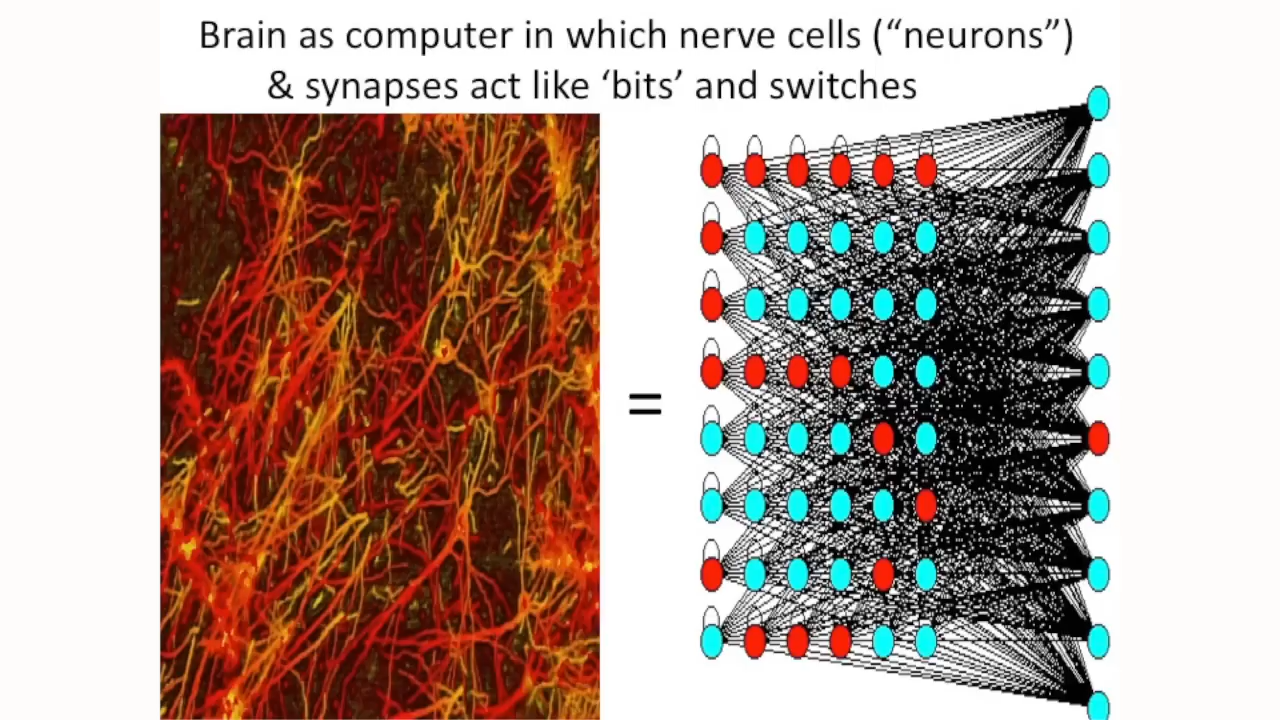 Brain as computer in which nerve cells (“neurons”)
& synapses act like ‘bits’ and switches
=